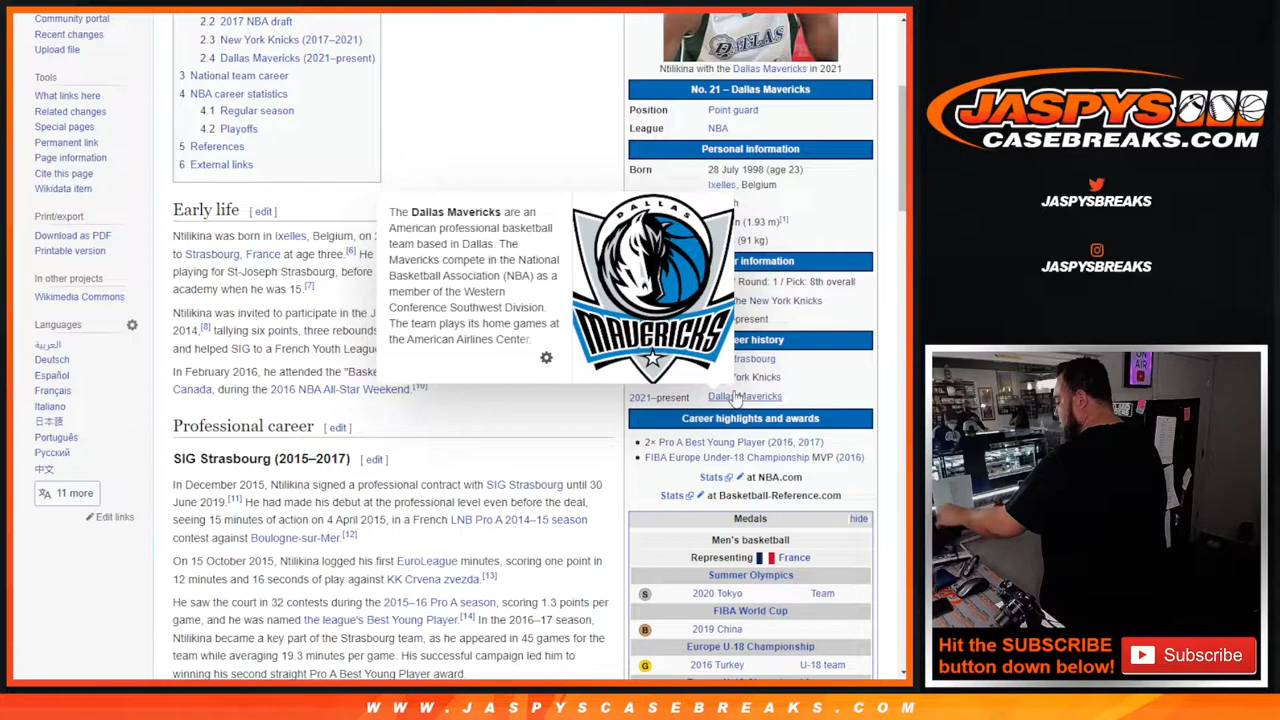 Community portal
Recent changes
Upload file
Tools
What links here
Related changes
Special pages
Permanent link
Page information
Cite this page
Wikidata item
Print/export
Download as PDF
Printable version
In other projects
Wikimedia Commons
Languages
العربية
Deutsch
Español
Français
Italiano
日本語
Português
Русский
中文
11 more
Edit links
2.2 2017 NBA draft
2.3 New York Knicks (2017–2021)
2.4 Dallas Mavericks (2021–present)
3 National team career
4 NBA career statistics
4.1 Regular season
4.2 Playoffs
5 References
6 External links
Early life [ edit ]
Ntilikina was born in Ixelles, Belgium, on
to Strasbourg, France at age three.[6] He
playing for St-Joseph Strasbourg, before
academy when he was 15.[7]
Ntilikina was invited to participate in the
2014,[8] tallying six points, three rebounds
and helped SIG to a French Youth
In February 2016, he attended the
Canada, during the 2016 NBA All-Star Weekend.[10]
Professional career [ edit ]
SIG Strasbourg (2015–2017) [ edit ]
In December 2015, Ntilikina signed a professional contract with SIG Strasbourg until 30
June 2019.[11] He had made his debut at the professional level even before the deal,
seeing 15 minutes of action on 4 April 2015, in a French LNB Pro A 2014–15 season
contest against Boulogne-sur-Mer.[12]
On 15 October 2015, Ntilikina logged his first EuroLeague minutes, scoring one point in
12 minutes and 16 seconds of play against KK Crvena zvezda.[13]
He saw the court in 32 contests during the 2015–16 Pro A season, scoring 1.3 points per
game, and he was named the league's Best Young Player.[14] In the 2016–17 season,
Ntilikina became a key part of the Strasbourg team, as he appeared in 45 games for the
team while averaging 19.3 minutes per game. His successful campaign led him to
winning his second straight Pro A Best Young Player award.
The Dallas Mavericks are an
American professional basketball
team based in Dallas. The
Mavericks compete in the National
Basketball Association (NBA) as a
member of the Western
Conference Southwest Division.
The team plays its home games at
the American Airlines Center.
DALLAS
MAVERICKS
DALLAS
Ntilikina with the Dallas Mavericks in 2021
No. 21 – Dallas Mavericks
Position Point guard
League NBA
Personal information
Born 28 July 1998 (age 23)
Ixelles, Belgium
(1.93 m)[1]
(91 kg)
information
Round: 1 / Pick: 8th overall
the New York Knicks
present
history
Strasbourg
York Knicks
2021–present Dallas Mavericks
Career highlights and awards
2× Pro A Best Young Player (2016, 2017)
FIBA Europe Under-18 Championship MVP (2016)
Stats at NBA.com
Stats at Basketball-Reference.com
Medals hide
Men's basketball
Representing France
Summer Olympics
S 2020 Tokyo Team
FIBA World Cup
B 2019 China
Europe U-18 Championship
G 2016 Turkey U-18 team
JASPYS
CASEBREAKS.COM
JASPYSBREAKS
JASPYSBREAKS
ON AIR
Hit the SUBSCRIBE
button down below!
Subscribe
WWW.JASPYSCASEBREAKS.COM